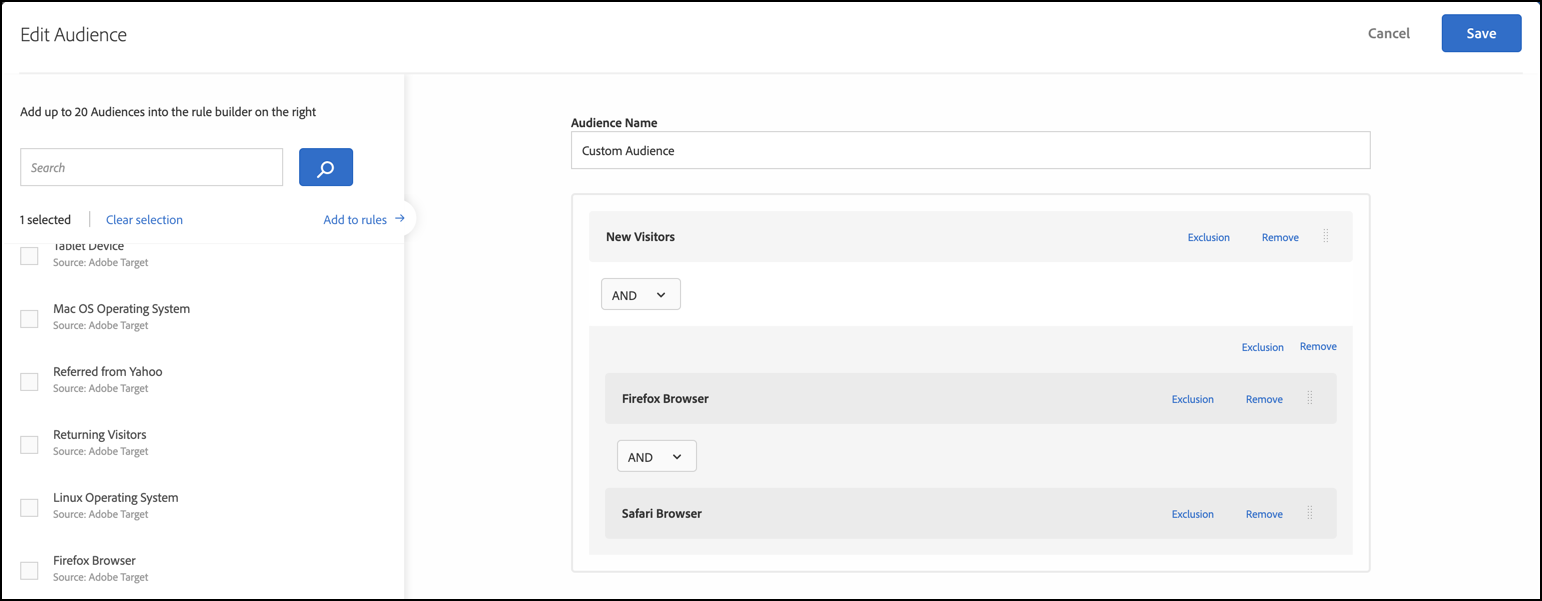 Edit Audience
Cancel
Save
Add up to 20 Audiences into the rule builder on the right
Search
1 selected
Clear selection
Add to rules
Tablet Device
Source: Adobe Target
Mac OS Operating System
Source: Adobe Target
Referred from Yahoo
Source: Adobe Target
Returning Visitors
Source: Adobe Target
Linux Operating System
Source: Adobe Target
Firefox Browser
Source: Adobe Target
Audience Name
Custom Audience
New Visitors Exclusion Remove
AND
Exclusion Remove
Firefox Browser Exclusion Remove
AND
Safari Browser Exclusion Remove